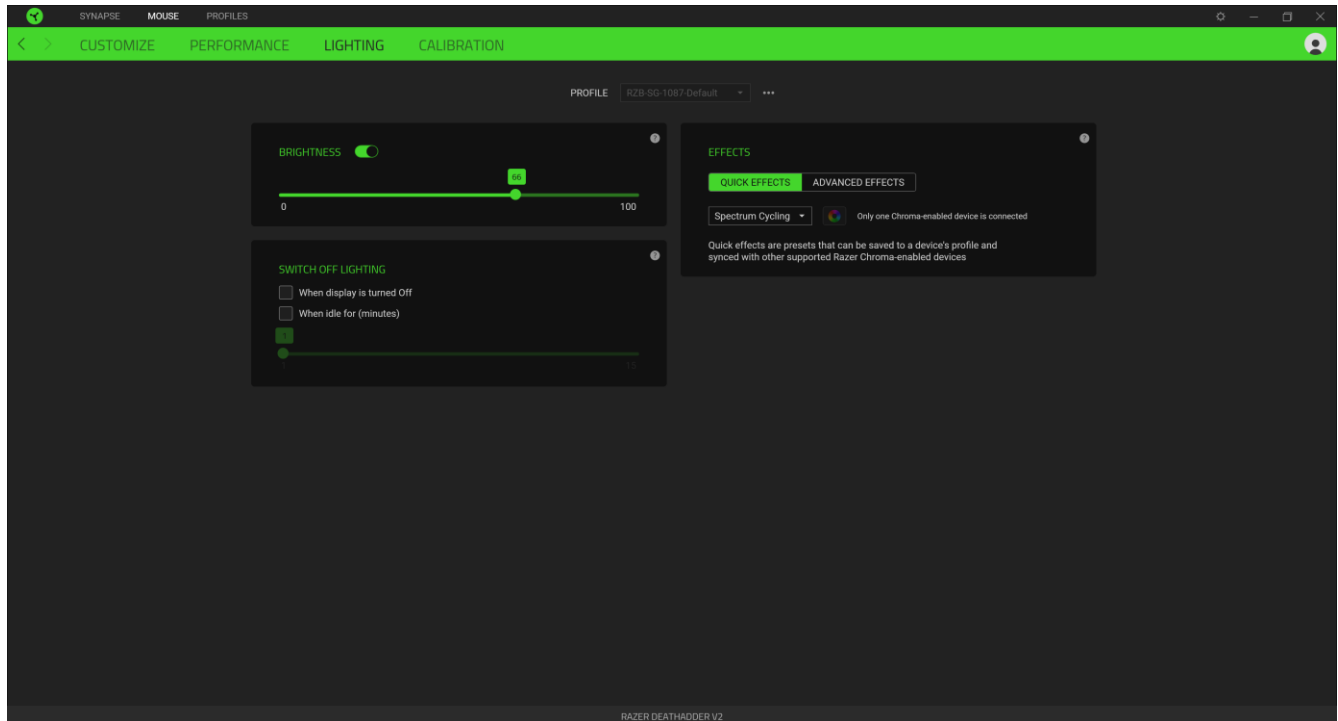 SYNAPSE MOUSE PROFILES
CUSTOMIZE PERFORMANCE LIGHTING CALIBRATION
PROFILE RZB-SG-1087-Default
BRIGHTNESS
66
0 100
SWITCH OFF LIGHTING
When display is turned Off
When idle for (minutes)
1
1 15
EFFECTS
QUICK EFFECTS ADVANCED EFFECTS
Spectrum Cycling Only one Chroma-enabled device is connected
Quick effects are presets that can be saved to a device's profile and
synced with other supported Razer Chroma-enabled devices
RAZER DEATHADDER V2